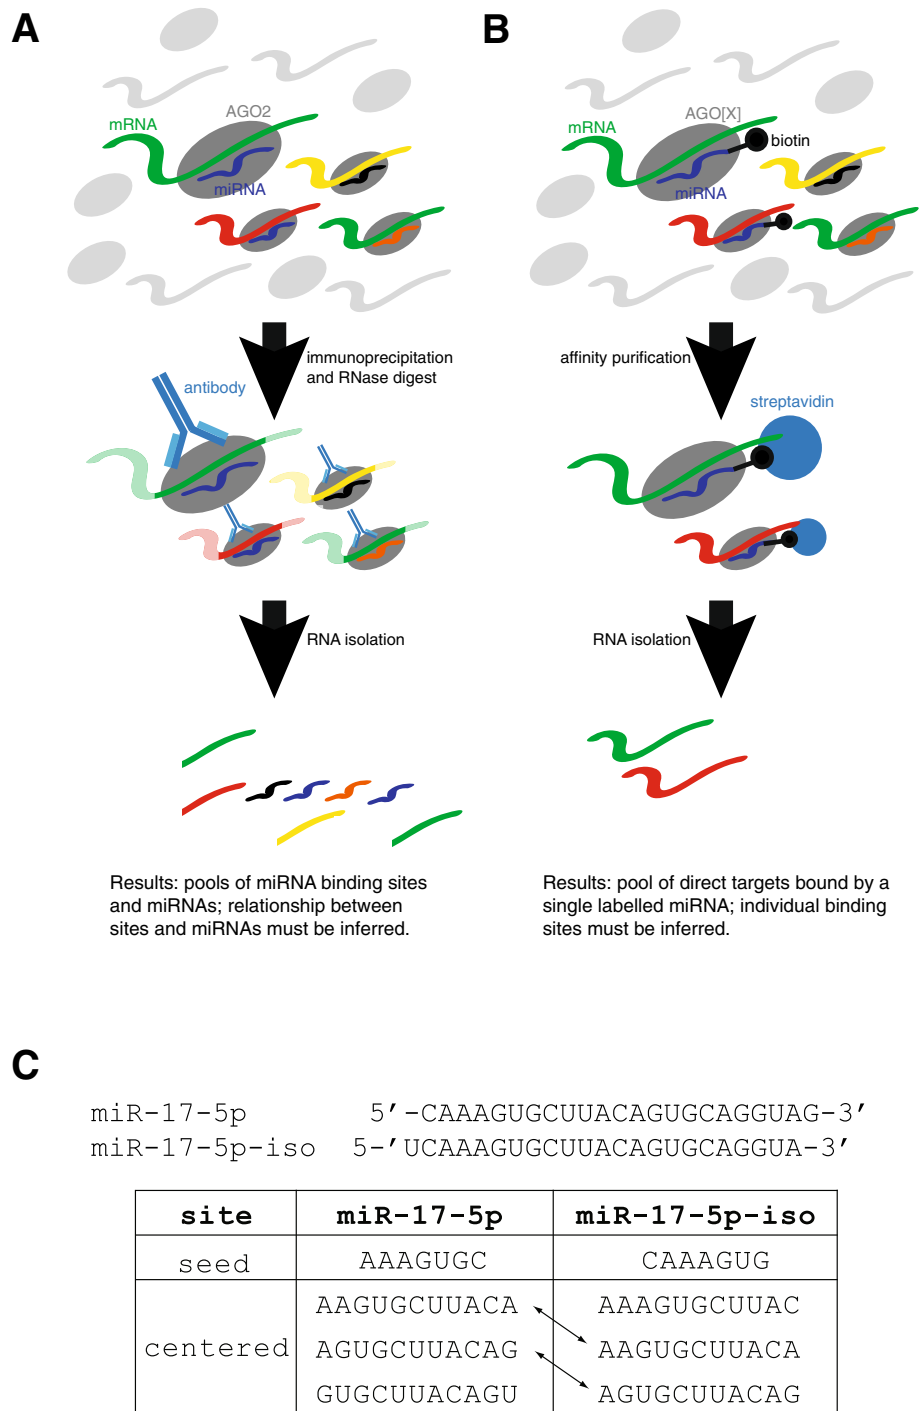 A
B
AGO2
mRNA
miRNA
AGO[X]
mRNA
biotin
miRNA
immunoprecipitation
and RNase digest
affinity purification
antibody
streptavidin
RNA isolation
RNA isolation
Results: pools of miRNA binding sites
and miRNAs; relationship between
sites and miRNAs must be inferred.
Results: pool of direct targets bound by a
single labelled miRNA; individual binding
sites must be inferred.
C
miR-17-5p 5′-CAAAGUGCUUACAGUGCAGGUAG-3′
miR-17-5p-iso 5-′UCAAAGUGCUUACAGUGCAGGUA-3′
site miR-17-5p miR-17-5p-iso
seed AAAGUGC CAAAGUG
centered
AAGUGCUUACA AAAGUGCUUAC
AGUGCUUACAG AAGUGCUUACA
GUGCUUACAGU AGUGCUUACAG